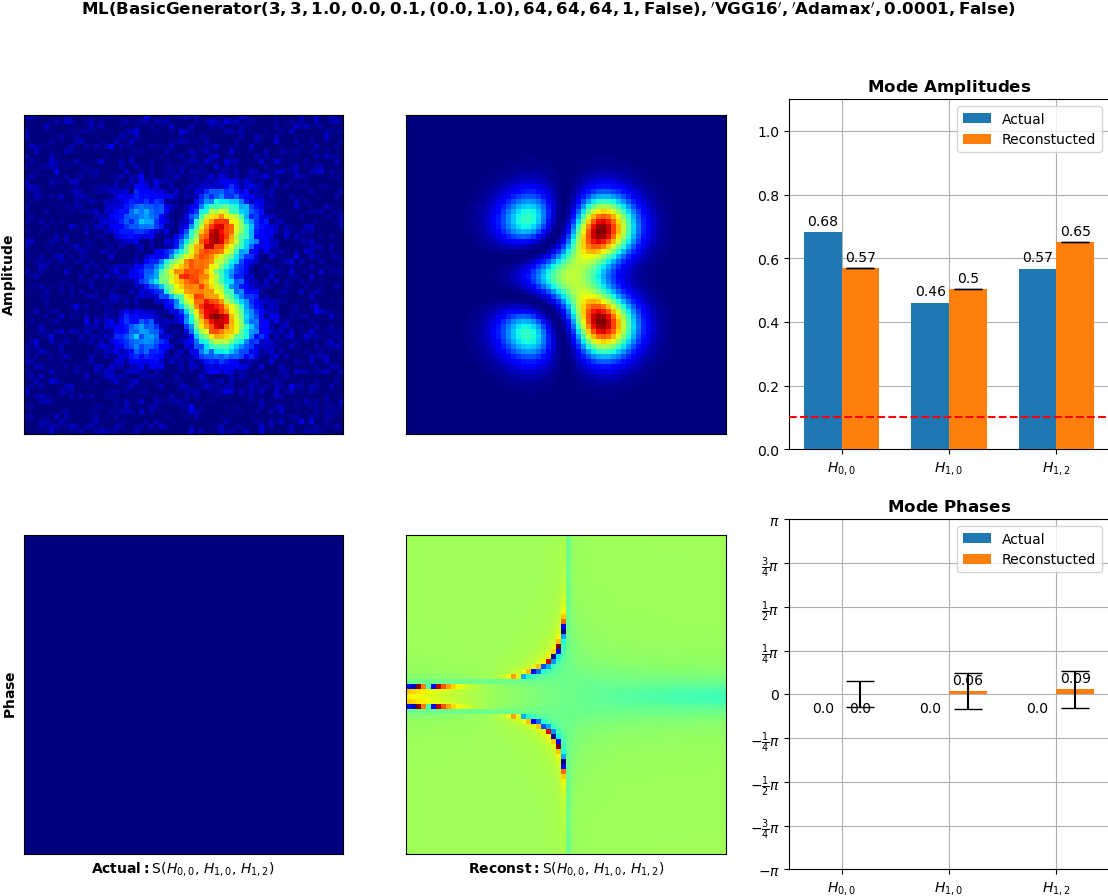 ML(BasicGenerator(3, 3, 1.0, 0.0, 0.1, (0.0, 1.0), 64, 64, 64, 1, False), ′VGG16′, ′Adamax′, 0.0001, False)
Amplitude
Mode Amplitudes
Actual
Reconstucted
1.0
0.8
0.6
0.4
0.2
0.0
0.68
0.57
0.46
0.5
0.57
0.65
H0,0
H1,0
H1,2
Phase
Actual: S(H0,0, H1,0, H1,2)
Reconst: S(H0,0, H1,0, H1,2)
Mode Phases
Actual
Reconstucted
π
3/4π
1/2π
1/4π
0
−1/4π
−1/2π
−3/4π
−π
0.0
0.0
0.0
0.06
0.0
0.09
H0,0
H1,0
H1,2